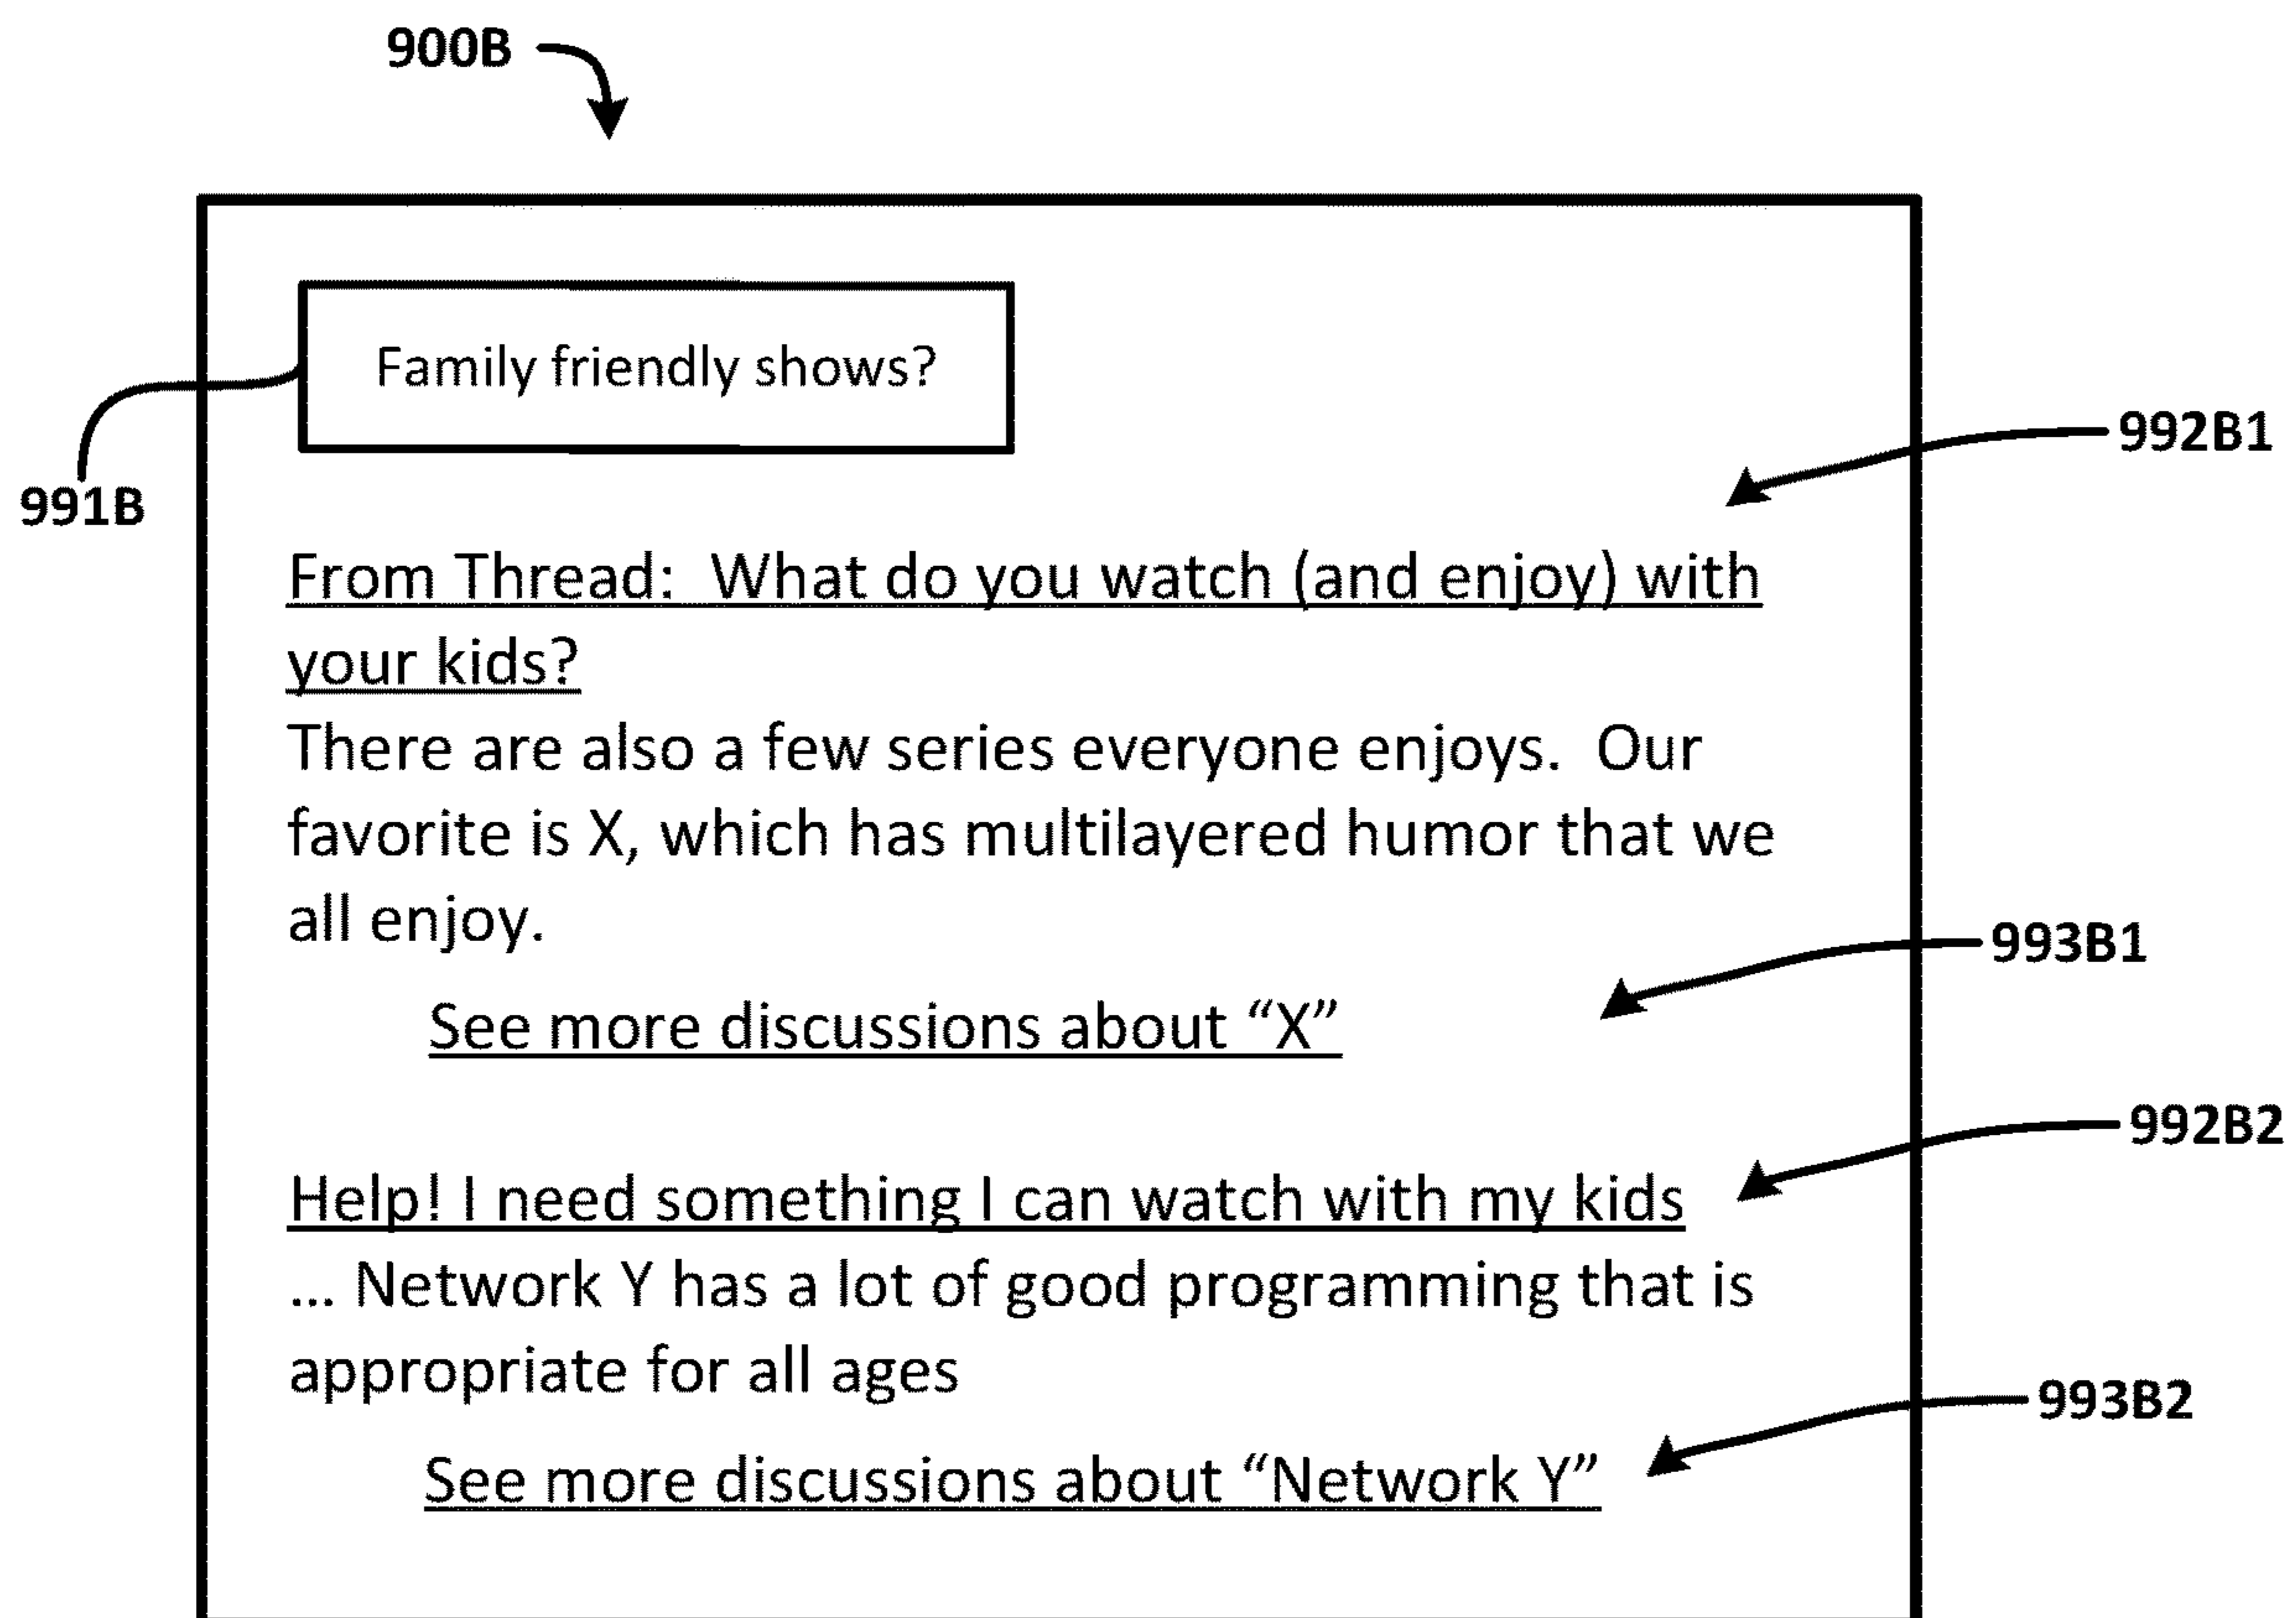 900B
Family friendly shows?
992B1
991B
From Thread:  What do you watch (and enjoy) with
your kids?
There are also a few series everyone enjoys.  Our
favorite is X, which has multilayered humor that we
all enjoy.
993B1
See more discussions about “X”
992B2
Help! I need something I can watch with my kids
... Network Y has a lot of good programming that is
appropriate for all ages
993B2
See more discussions about “Network Y”